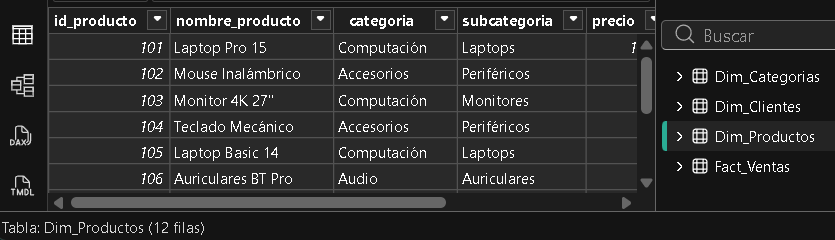 id_producto nombre_producto categoria subcategoria precio
101 Laptop Pro 15 Computación Laptops 1
102 Mouse Inalámbrico Accesorios Periféricos
103 Monitor 4K 27" Computación Monitores
104 Teclado Mecánico Accesorios Periféricos
105 Laptop Basic 14 Computación Laptops
106 Auriculares BT Pro Audio Auriculares
DAX
TMDL
Buscar
Dim_Categorias
Dim_Clientes
Dim_Productos
Fact_Ventas
Tabla: Dim_Productos (12 filas)